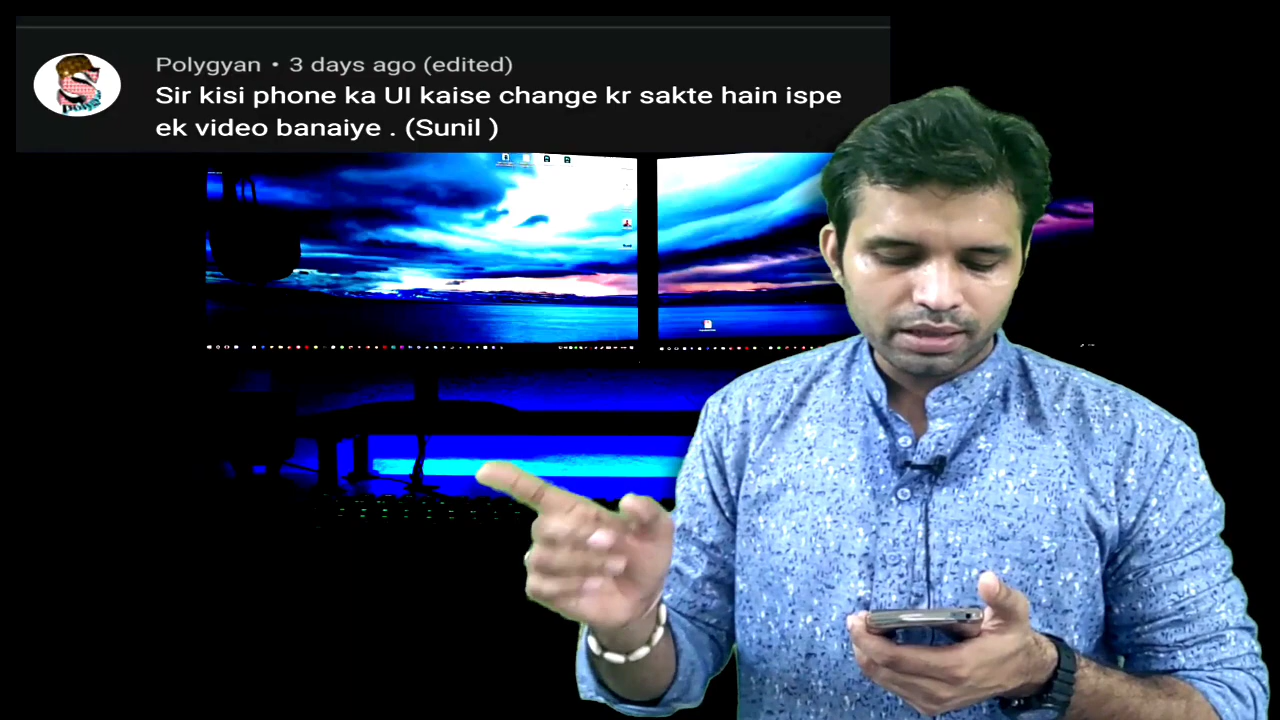 Polygyan • 3 days ago (edited)
Sir kisi phone ka UI kaise change kr sakte hain ispe
ek video banaiye . (Sunil )